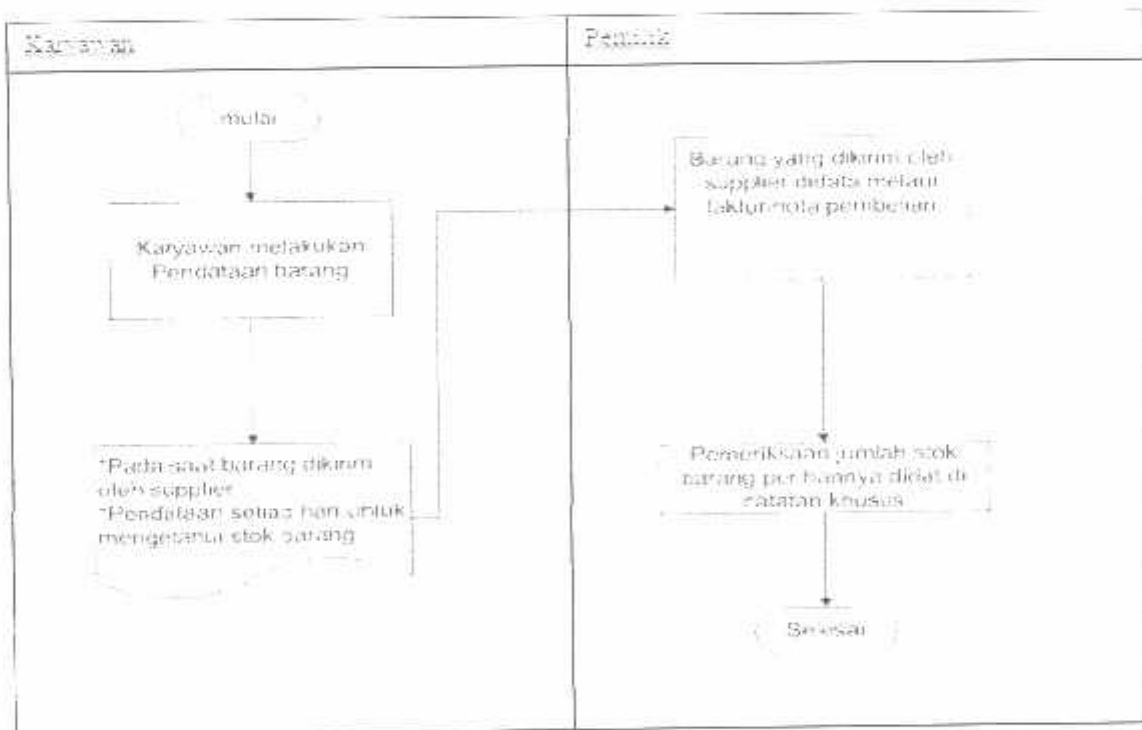 Karyawan
Pemilik
mulai
Karyawan melakukan
Pendataan barang
*Pada saat barang dikirim
oleh supplier
*Pendataan setiap hari untuk
mengetahui stok barang
Barang yang dikirim oleh
supplier didata melaui
faktur/nota pembelian
Pemeriksaan jumlah stok
barang per harinya didat di
catatan khusus
Selesai